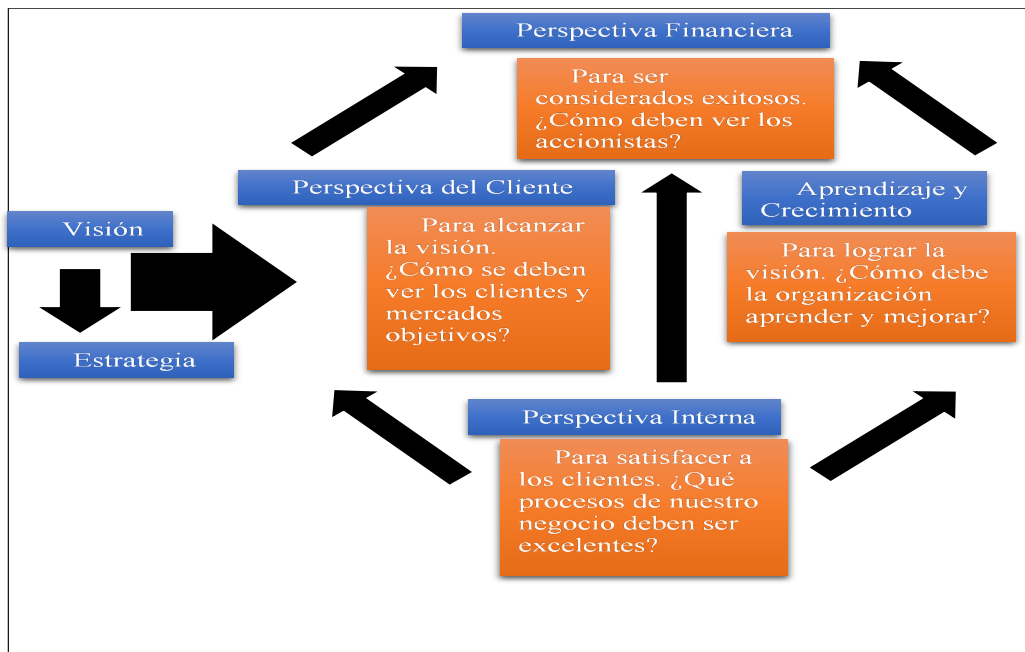 Perspectiva Financiera
Para ser
considerados exitosos.
¿Cómo deben ver los
accionistas?
Perspectiva del Cliente
Para alcanzar
la visión.
¿Cómo se deben
ver los clientes y
mercados
objetivos?
Aprendizaje y
Crecimiento
Para lograr la
visión. ¿Cómo debe
la organización
aprender y mejorar?
Visión
Estrategia
Perspectiva Interna
Para satisfacer a
los clientes. ¿Qué
procesos de nuestro
negocio deben ser
excelentes?